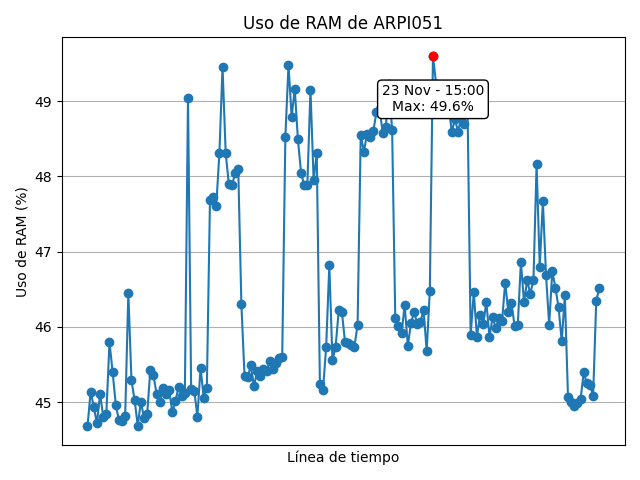 Uso de RAM de ARPI051
Uso de RAM (%)
49
48
47
46
45
23 Nov - 15:00
Max: 49.6%
Línea de tiempo